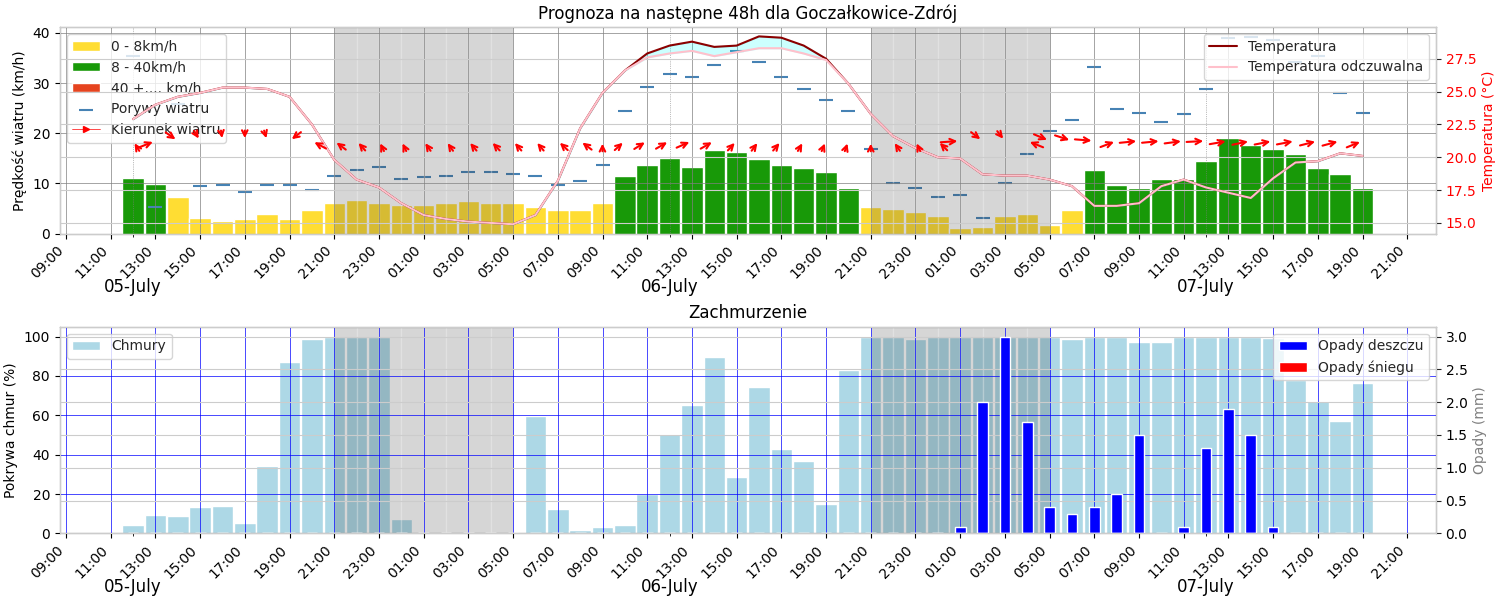 Prognoza na następne 48h dla Goczałkowice-Zdrój
Prędkość wiatru (km/h)
40
30
20
10
0
0 - 8km/h
8 - 40km/h
40 +.... km/h
Porywy wiatru
Kierunek wiatru
Temperatura
Temperatura odczuwalna
27.5
25.0
22.5
20.0
17.5
15.0
Temperatura (°C)
09:00 11:00 13:00 15:00 17:00 19:00 21:00 23:00 01:00 03:00 05:00 07:00 09:00 11:00 13:00 15:00 17:00 19:00 21:00 23:00 01:00 03:00 05:00 07:00 09:00 11:00 13:00 15:00 17:00 19:00 21:00
05-July 06-July 07-July
Zachmurzenie
Pokrywa chmur (%)
100
80
60
40
20
0
Chmury
Opady deszczu
Opady śniegu
3.0
2.5
2.0
1.5
1.0
0.5
0.0
Opady (mm)
09:00 11:00 13:00 15:00 17:00 19:00 21:00 23:00 01:00 03:00 05:00 07:00 09:00 11:00 13:00 15:00 17:00 19:00 21:00 23:00 01:00 03:00 05:00 07:00 09:00 11:00 13:00 15:00 17:00 19:00 21:00
05-July 06-July 07-July